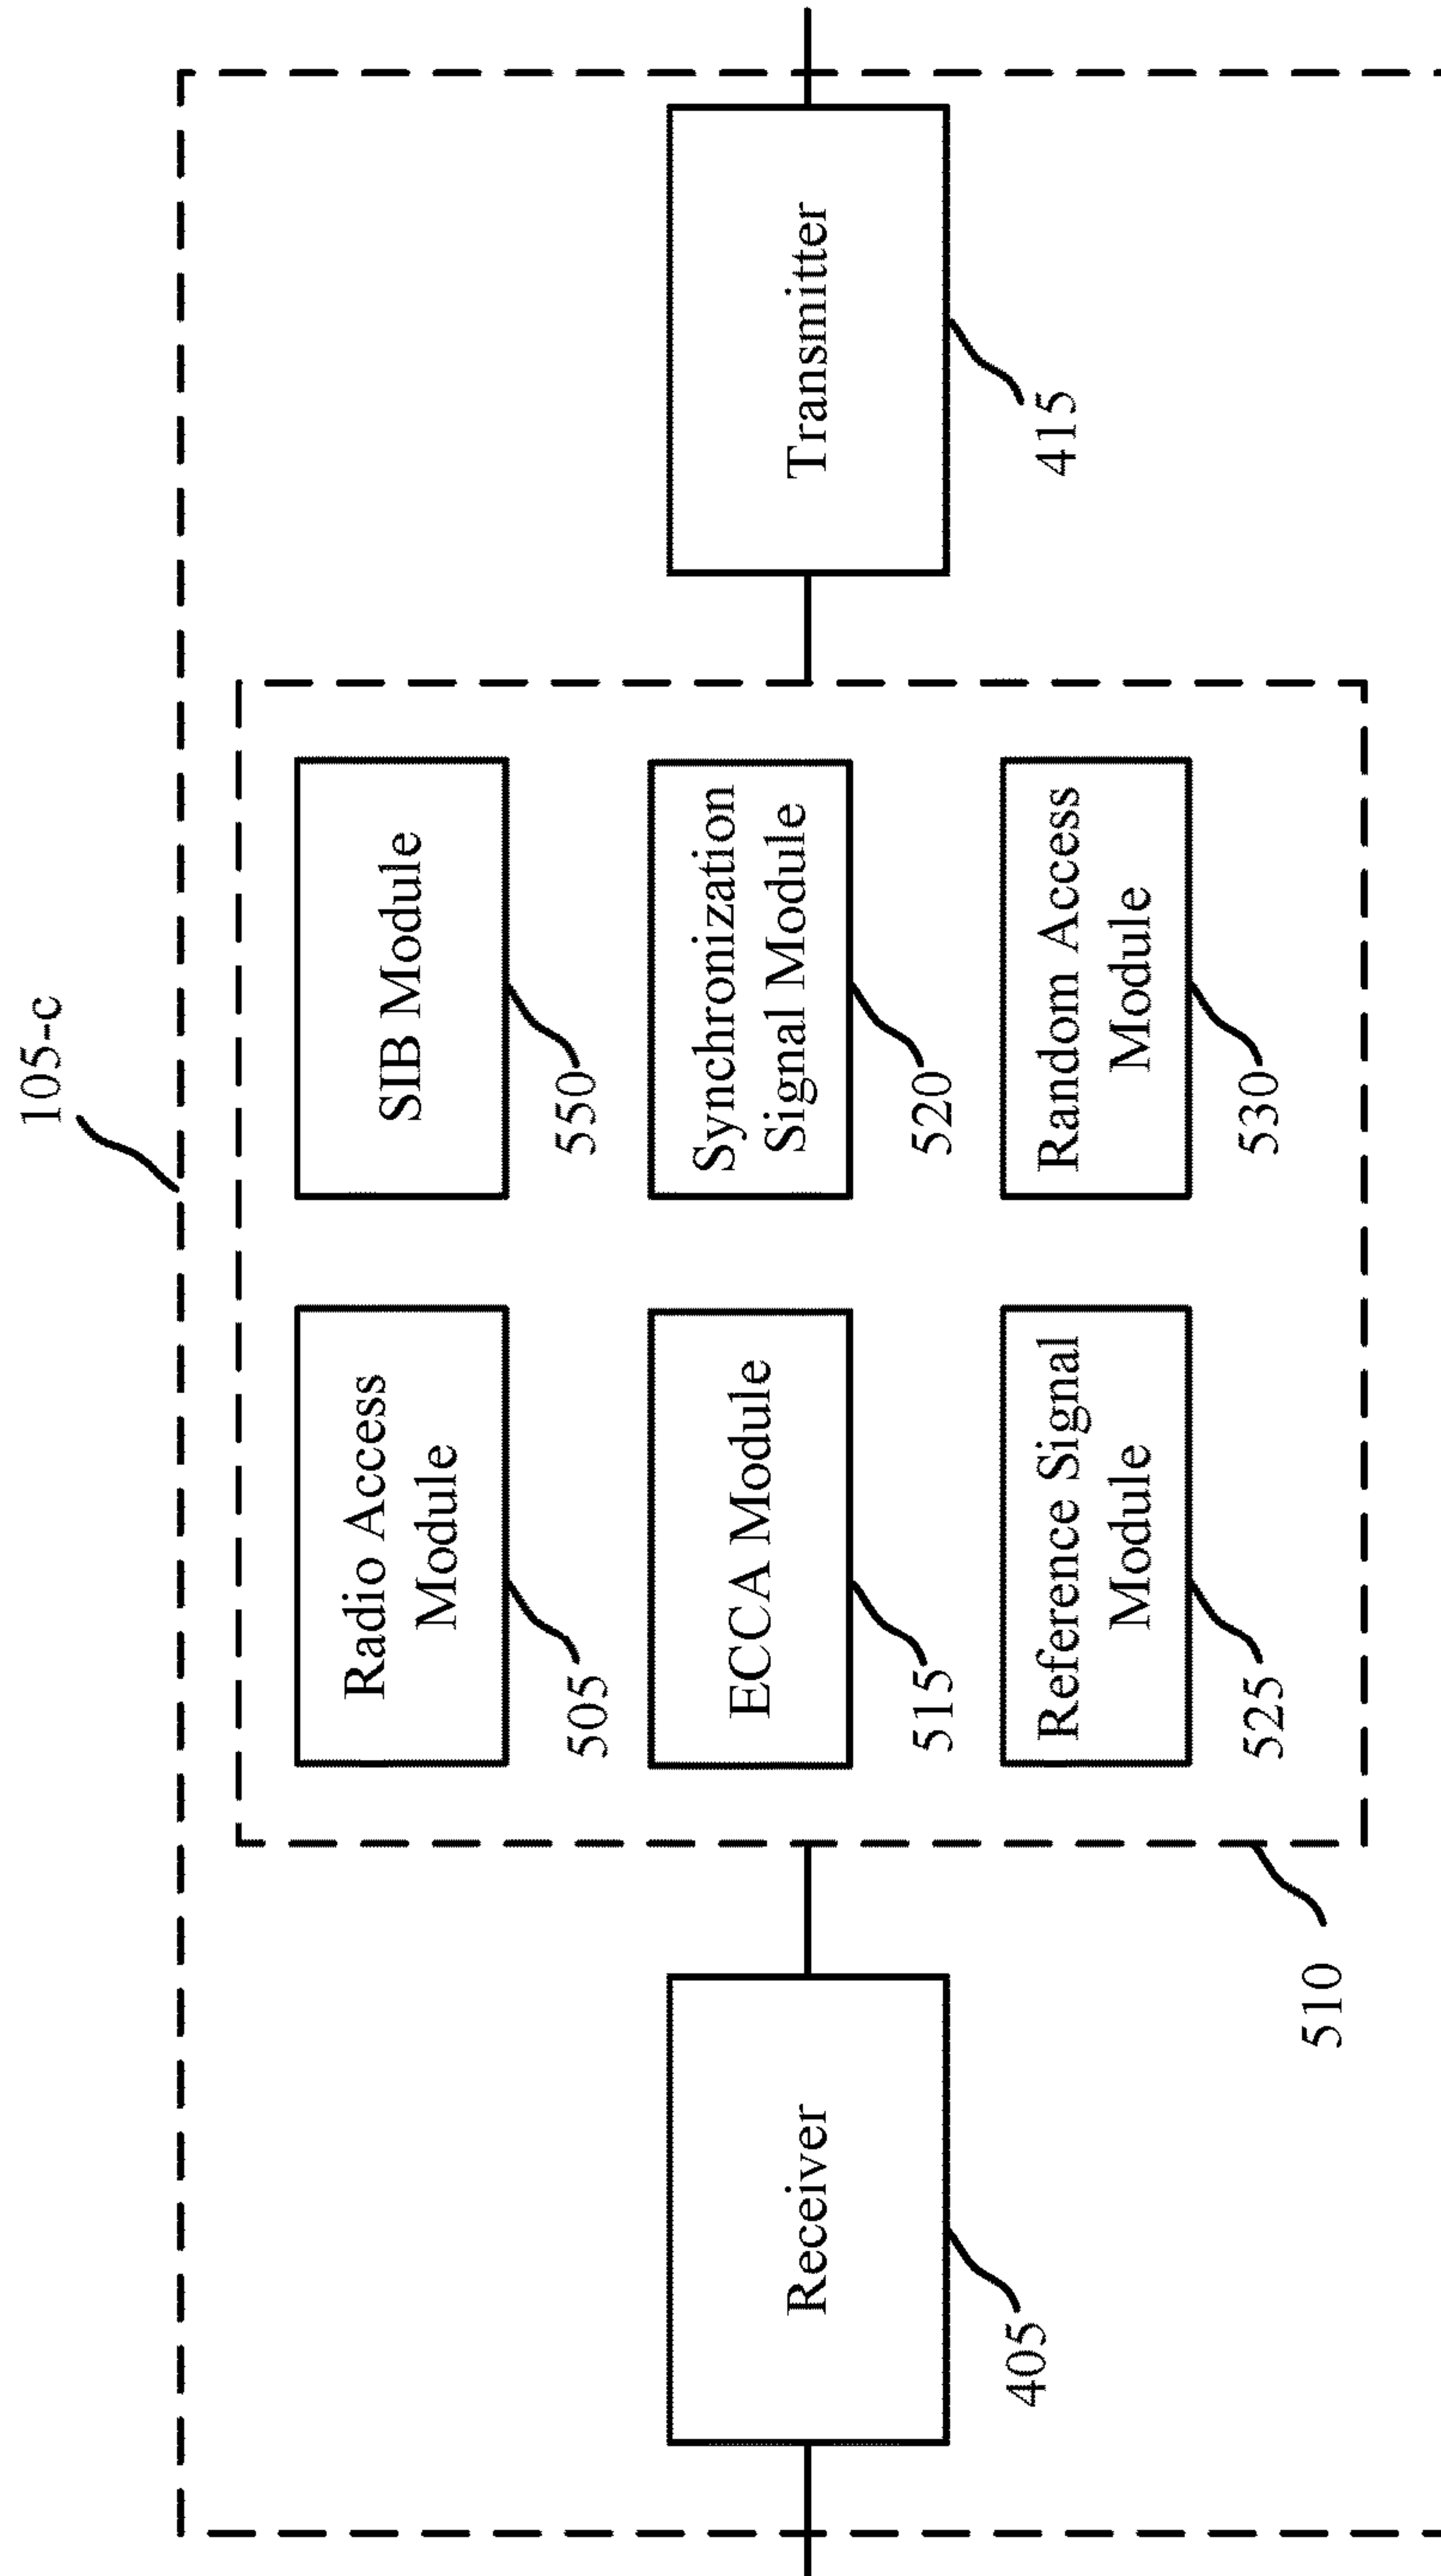 105-c
Radio Access
Module
505
SIB Module
550
Receiver
405
ECCA Module
515
Synchronization
Signal Module
520
Transmitter
415
Reference Signal
Module
525
Random Access
Module
530
510